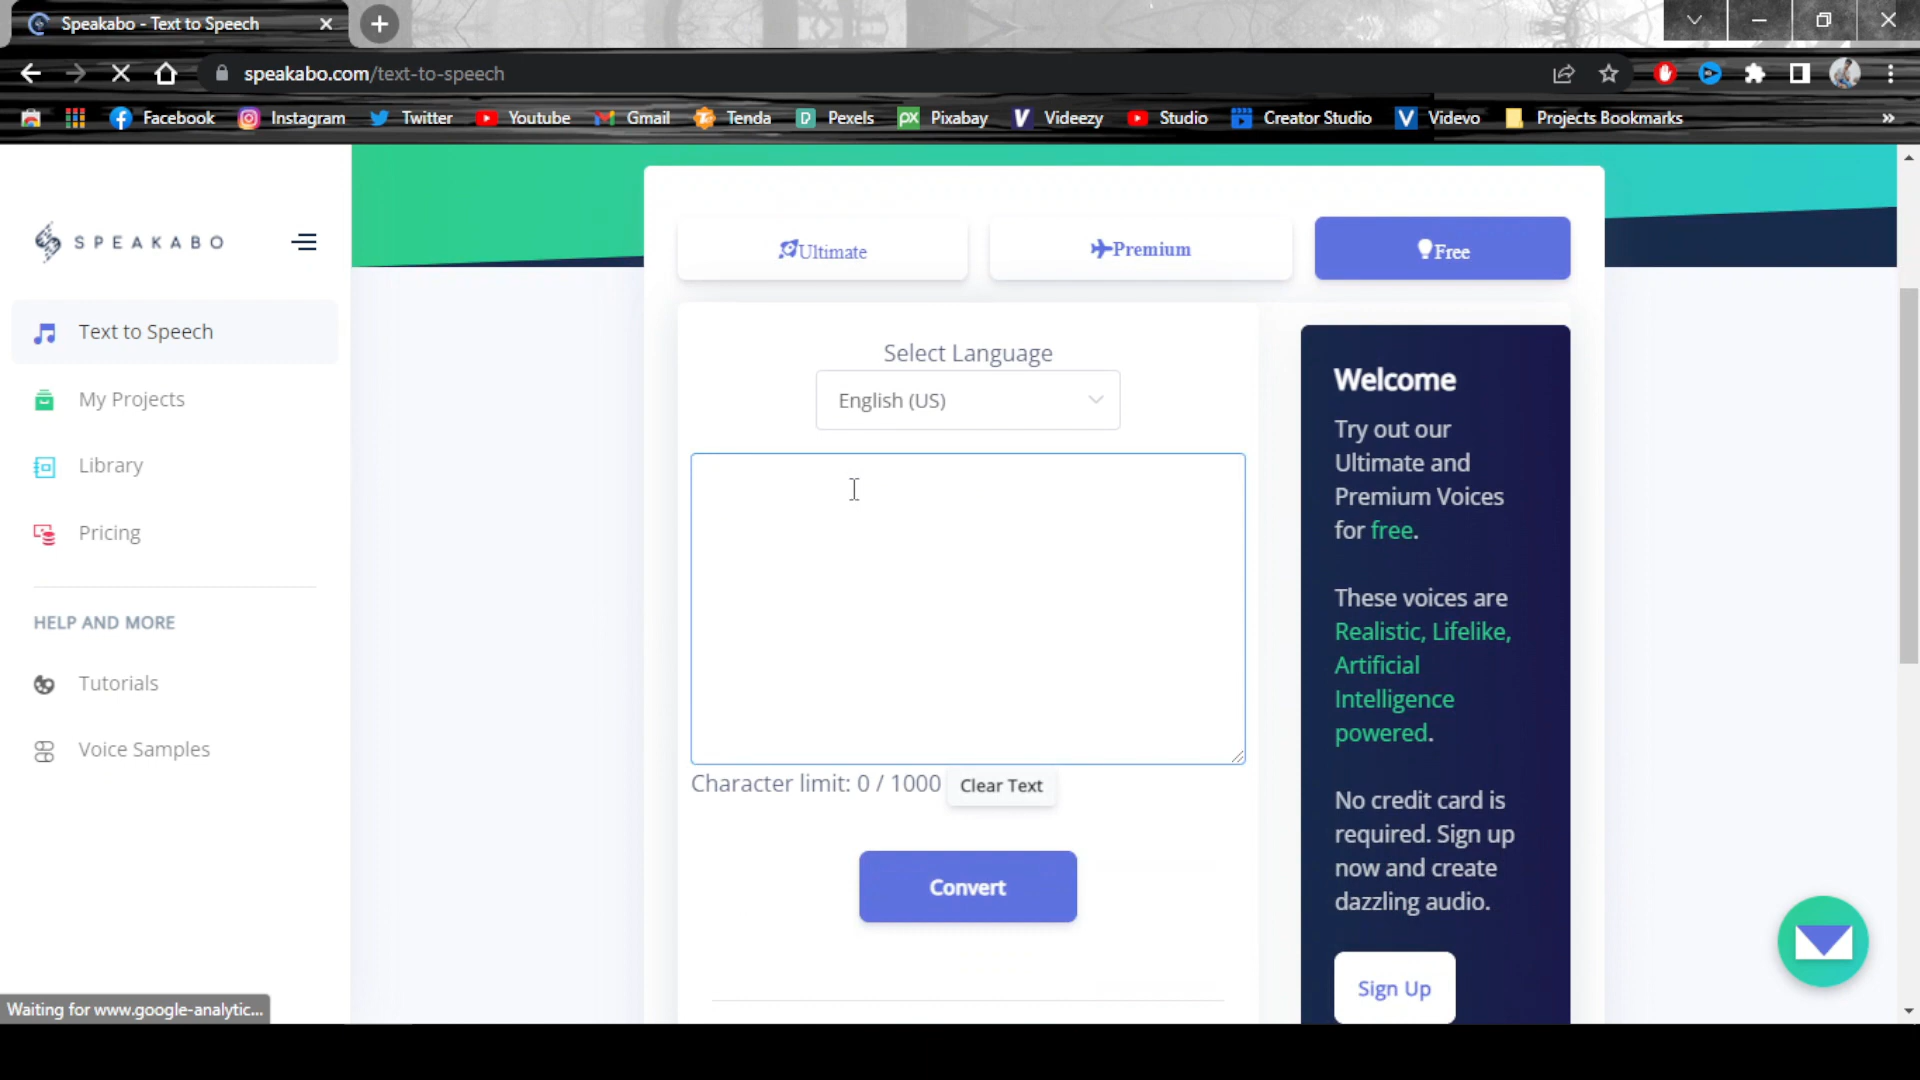 Speakabo - Text to Speech
speakabo.com/text-to-speech
Facebook Instagram Twitter Youtube Gmail Tenda Pexels Pixabay Videezy Studio Creator Studio Videvo Projects Bookmarks »
SPEAKABO
Text to Speech
My Projects
Library
Pricing
HELP AND MORE
Tutorials
Voice Samples
Ultimate
Premium
Free
Select Language
English (US)
Character limit: 0 / 1000
Clear Text
Convert
Welcome
Try out our
Ultimate and
Premium Voices
for free.
These voices are
Realistic, Lifelike,
Artificial
Intelligence
powered.
No credit card is
required. Sign up
now and create
dazzling audio.
Sign Up
Waiting for www.google-analytic...